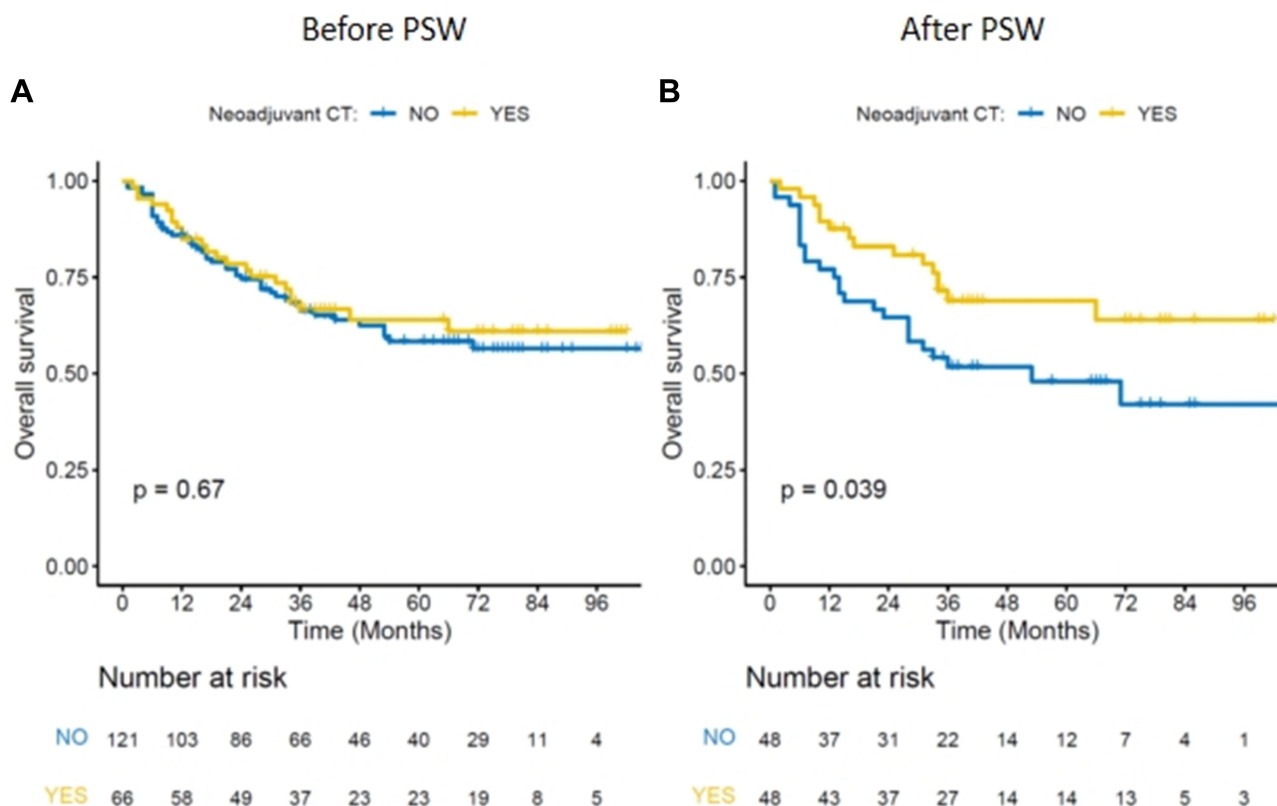 Before PSW
A
Neoadjuvant CT: NO YES
1.00
0.75
0.50
0.25
0.00
Overall survival
p = 0.67
0 12 24 36 48 60 72 84 96
Time (Months)
Number at risk
NO 121 103 86 66 46 40 29 11 4
YES 66 58 49 37 23 23 19 8 5
After PSW
B
Neoadjuvant CT: NO YES
1.00
0.75
0.50
0.25
0.00
Overall survival
p = 0.039
0 12 24 36 48 60 72 84 96
Time (Months)
Number at risk
NO 48 37 31 22 14 12 7 4 1
YES 48 43 37 27 14 14 13 5 3